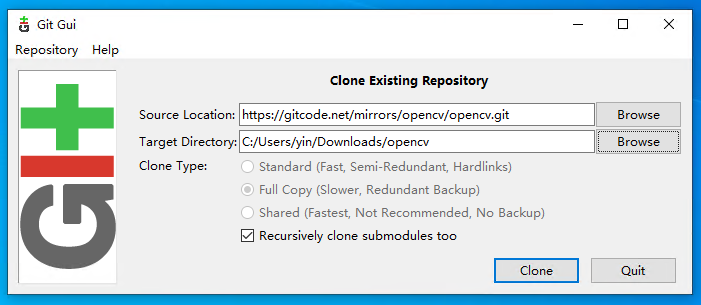 Git Gui
Repository Help
Clone Existing Repository
Source Location: https://gitcode.net/mirrors/opencv/opencv.git Browse
Target Directory: C:/Users/yin/Downloads/opencv Browse
Clone Type: Standard (Fast, Semi-Redundant, Hardlinks)
Full Copy (Slower, Redundant Backup)
Shared (Fastest, Not Recommended, No Backup)
Recursively clone submodules too
Clone Quit